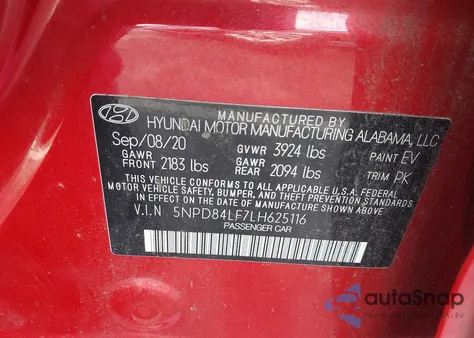 MANUFACTURED BY
HYUNDAI MOTOR MANUFACTURING ALABAMA, LLC
Sep/08/20 GVWR 3924 lbs PAINT EV
GAWR FRONT 2183 lbs GAWR REAR 2094 lbs TRIM PK
THIS VEHICLE CONFORMS TO ALL APPLICABLE U.S.A. FEDERAL
MOTOR VEHICLE SAFETY, BUMPER, AND THEFT PREVENTION STANDARDS
IN EFFECT ON THE DATE OF MANUFACTURE SHOWN ABOVE.
V.I.N 5NPD84LF7LH625116
PASSENGER CAR
autoSnap